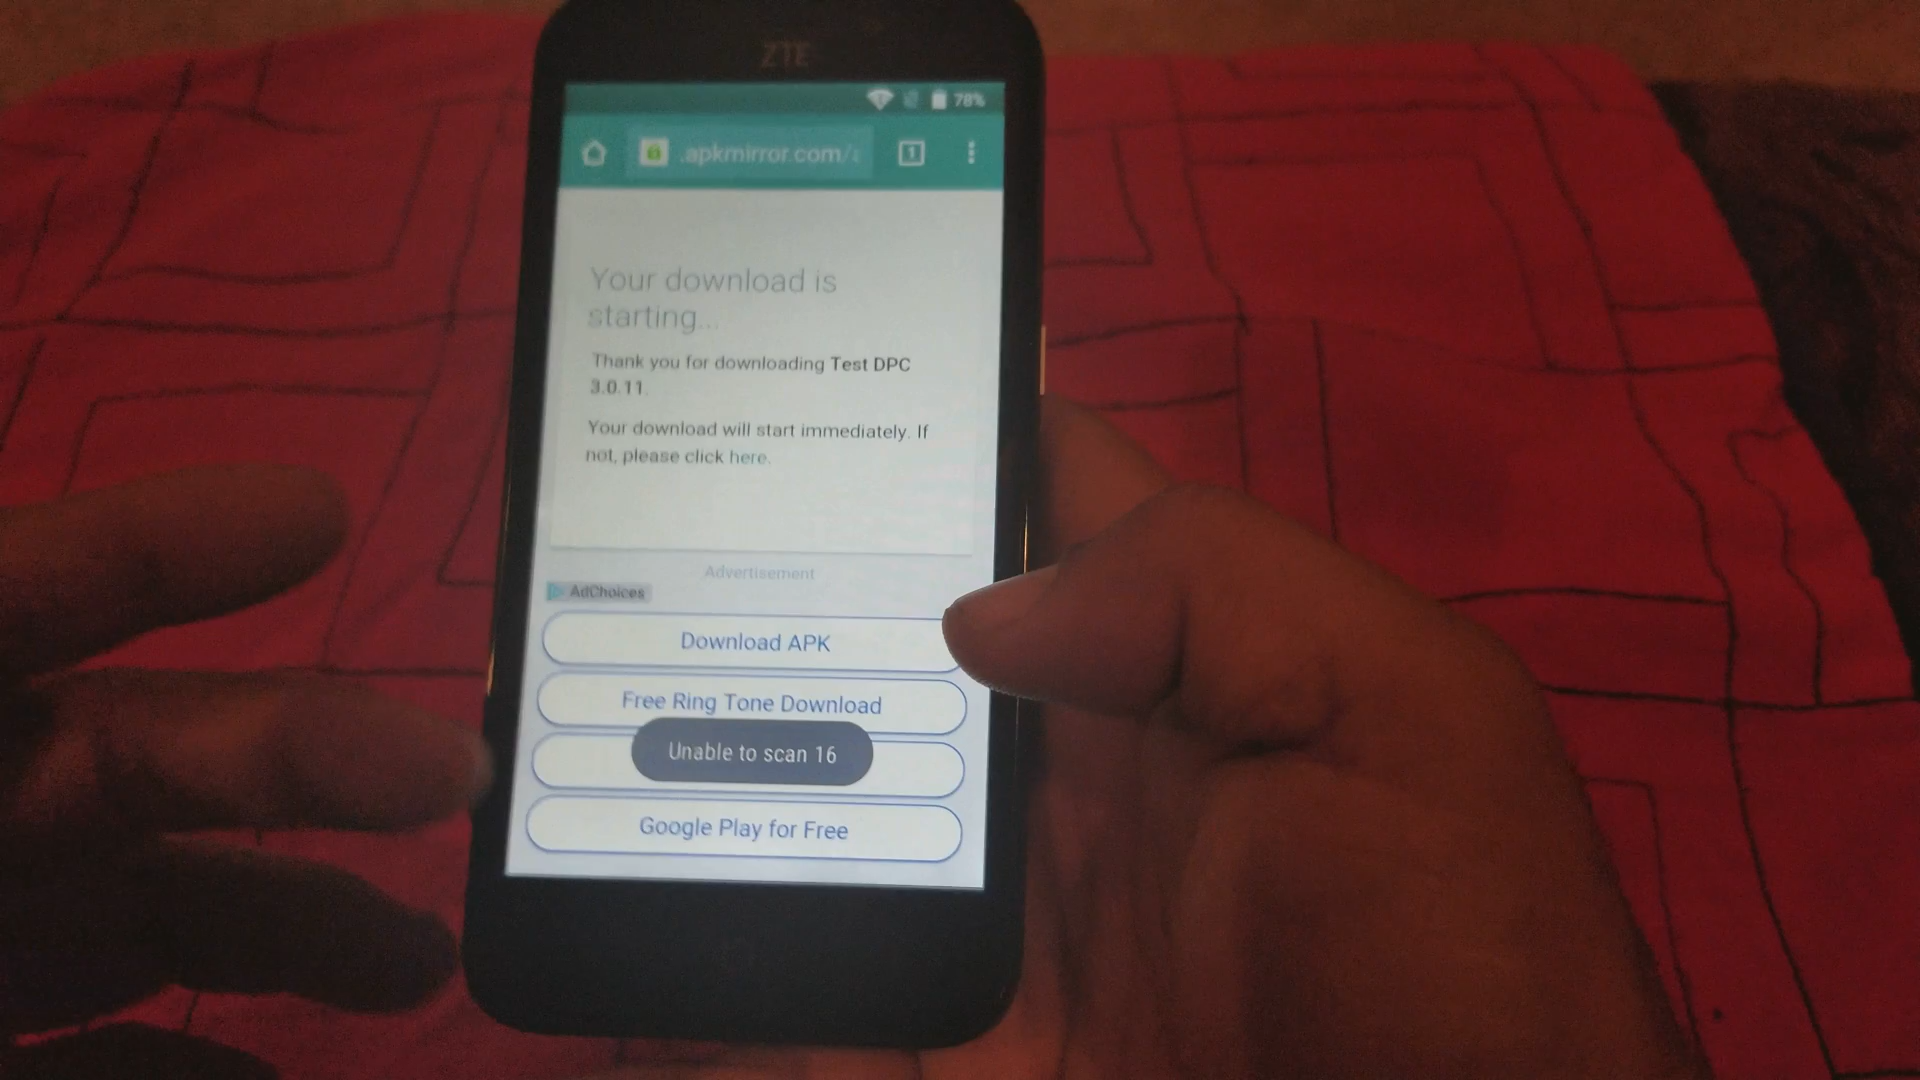 ZTE
78%
.apkmirror.com/a
1
Your download is
starting...
Thank you for downloading Test DPC
3.0.11.
Your download will start immediately. If
not, please click here.
Advertisement
AdChoices
Download APK
Free Ring Tone Download
Unable to scan 16
Google Play for Free